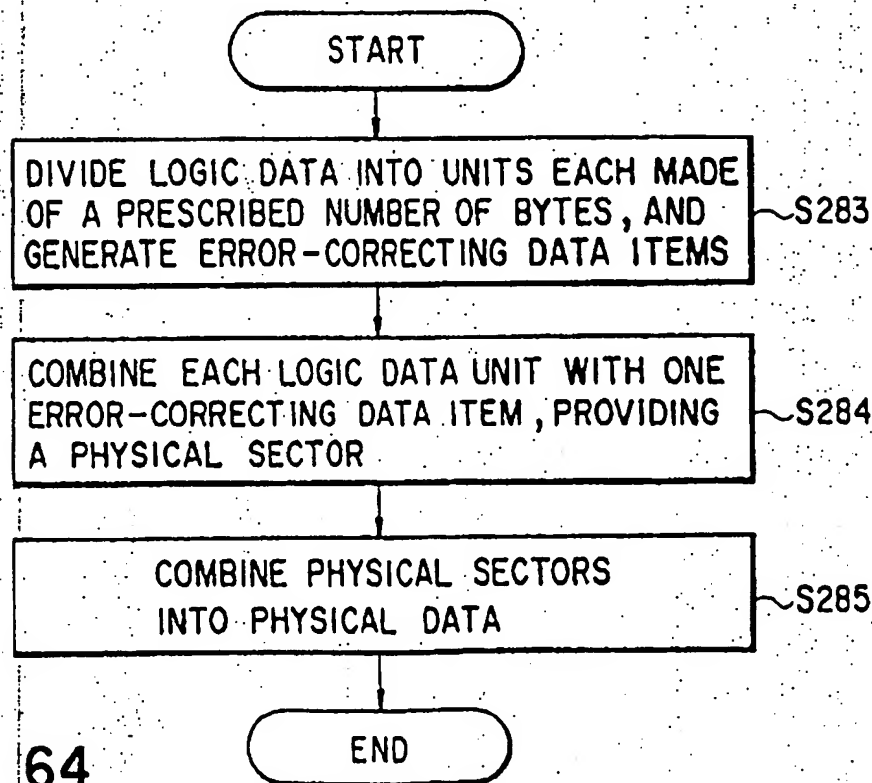 START
DIVIDE LOGIC DATA INTO UNITS EACH MADE
OF A PRESCRIBED NUMBER OF BYTES, AND
GENERATE ERROR-CORRECTING DATA ITEMS
S283
COMBINE EACH LOGIC DATA UNIT WITH ONE
ERROR-CORRECTING DATA ITEM, PROVIDING
A PHYSICAL SECTOR
S284
COMBINE PHYSICAL SECTORS
INTO PHYSICAL DATA
S285
END
64